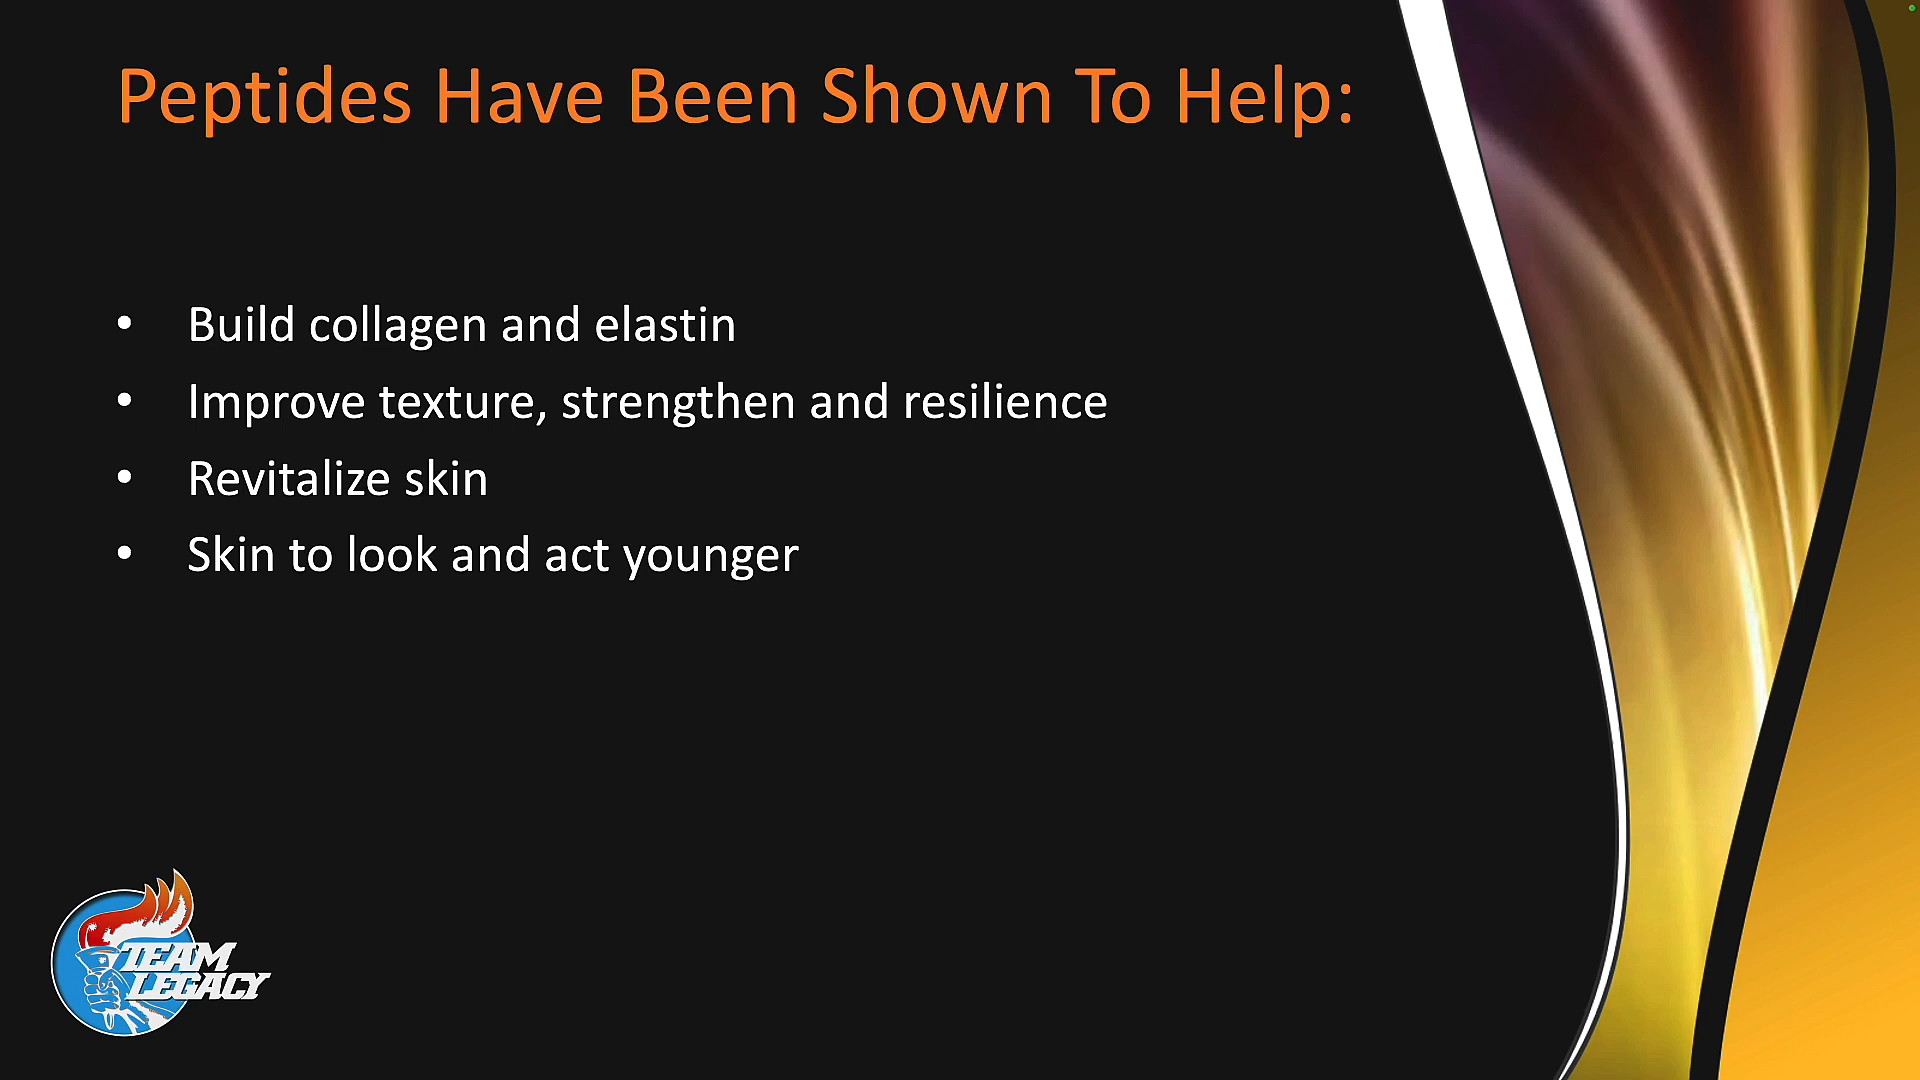 Peptides Have Been Shown To Help:
• Build collagen and elastin
• Improve texture, strengthen and resilience
• Revitalize skin
• Skin to look and act younger
TEAM
LEGACY